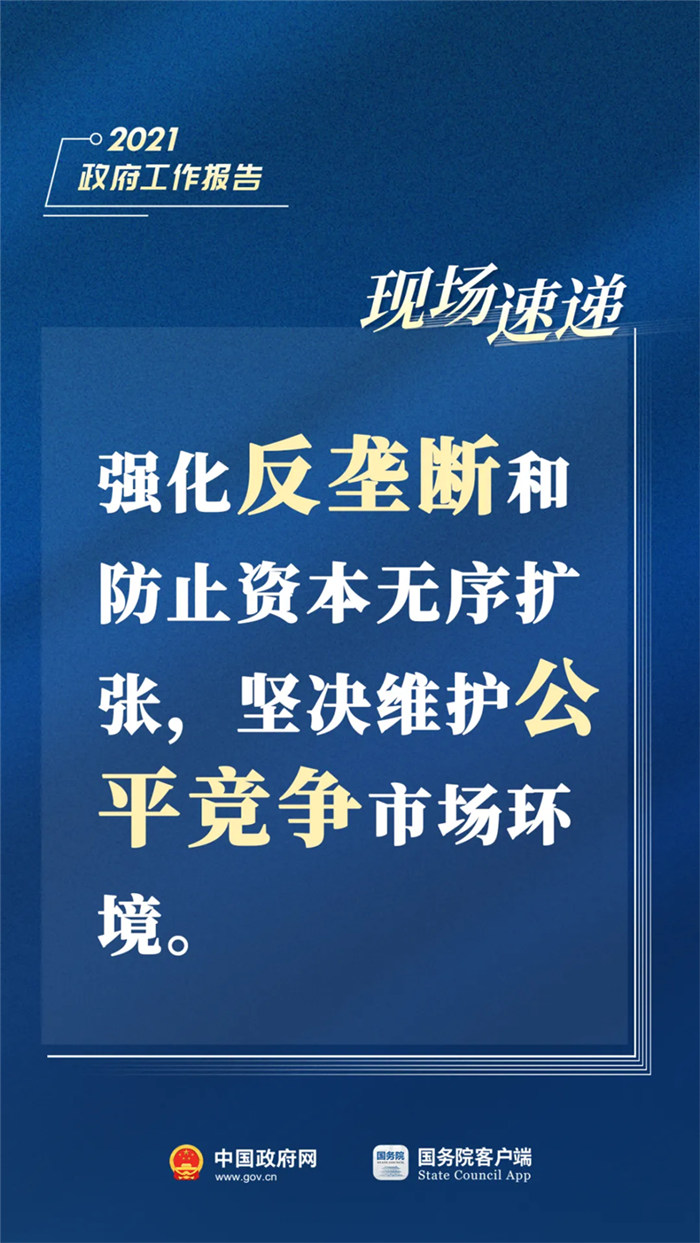 2021
政府工作报告
现场速递
强化反垄断和
防止资本无序扩
张，坚决维护公
平竞争市场环
境。
中国政府网
www.gov.cn
国务院
国务院客户端
State Council App